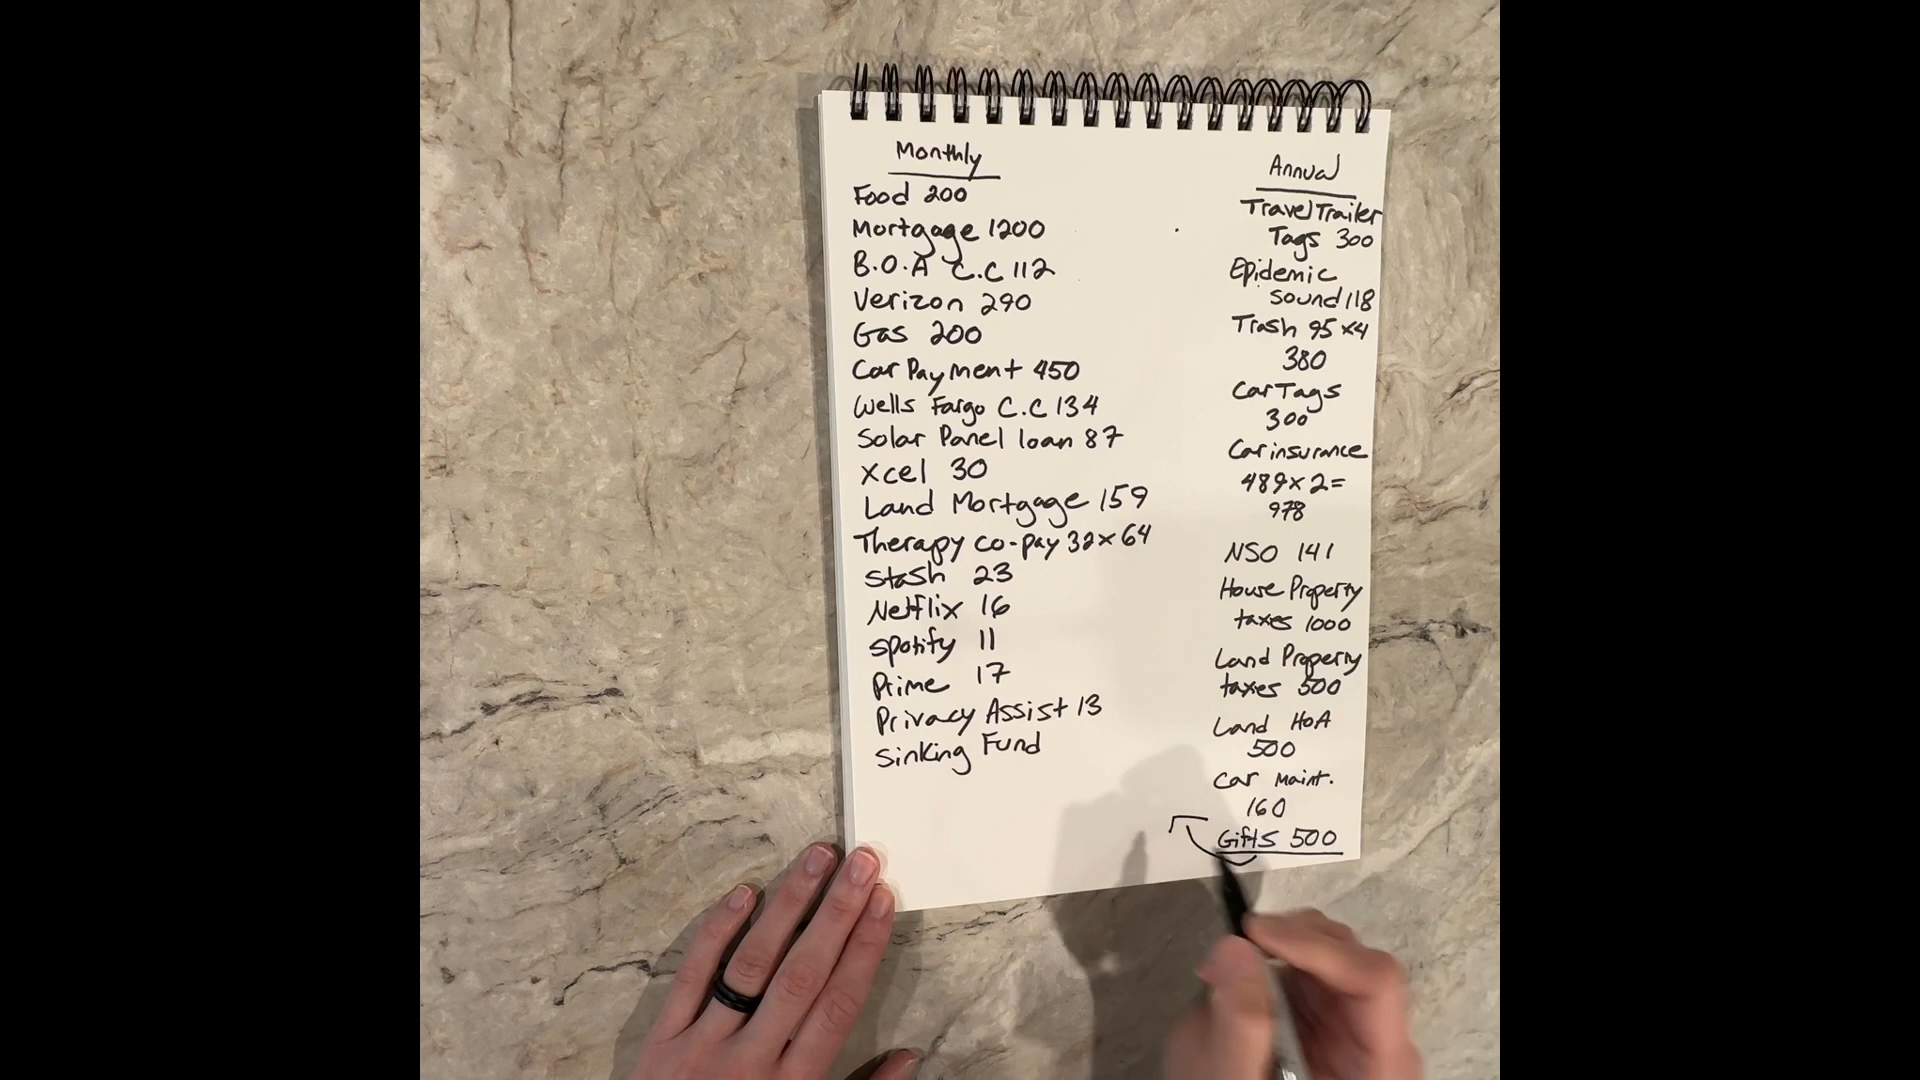 Monthly
Food 200
Mortgage 1200
B.O.A C.C 112
Verizon 290
Gas 200
Car Payment 450
Wells Fargo C.C 134
Solar Panel loan 87
Xcel 30
Land Mortgage 159
Therapy co-pay 32x64
Stash 23
Netflix 16
Spotify 11
Prime 17
Privacy Assist 13
Sinking Fund
Annual
Travel Trailer
Tags 300
Epidemic
Sound 118
Trash 95 x4
380
Car Tags
300
Car insurance
489x2=
978
NSO 141
House Property
taxes 1000
Land Property
taxes 500
Land HOA
500
Car Maint.
160
Gifts 500